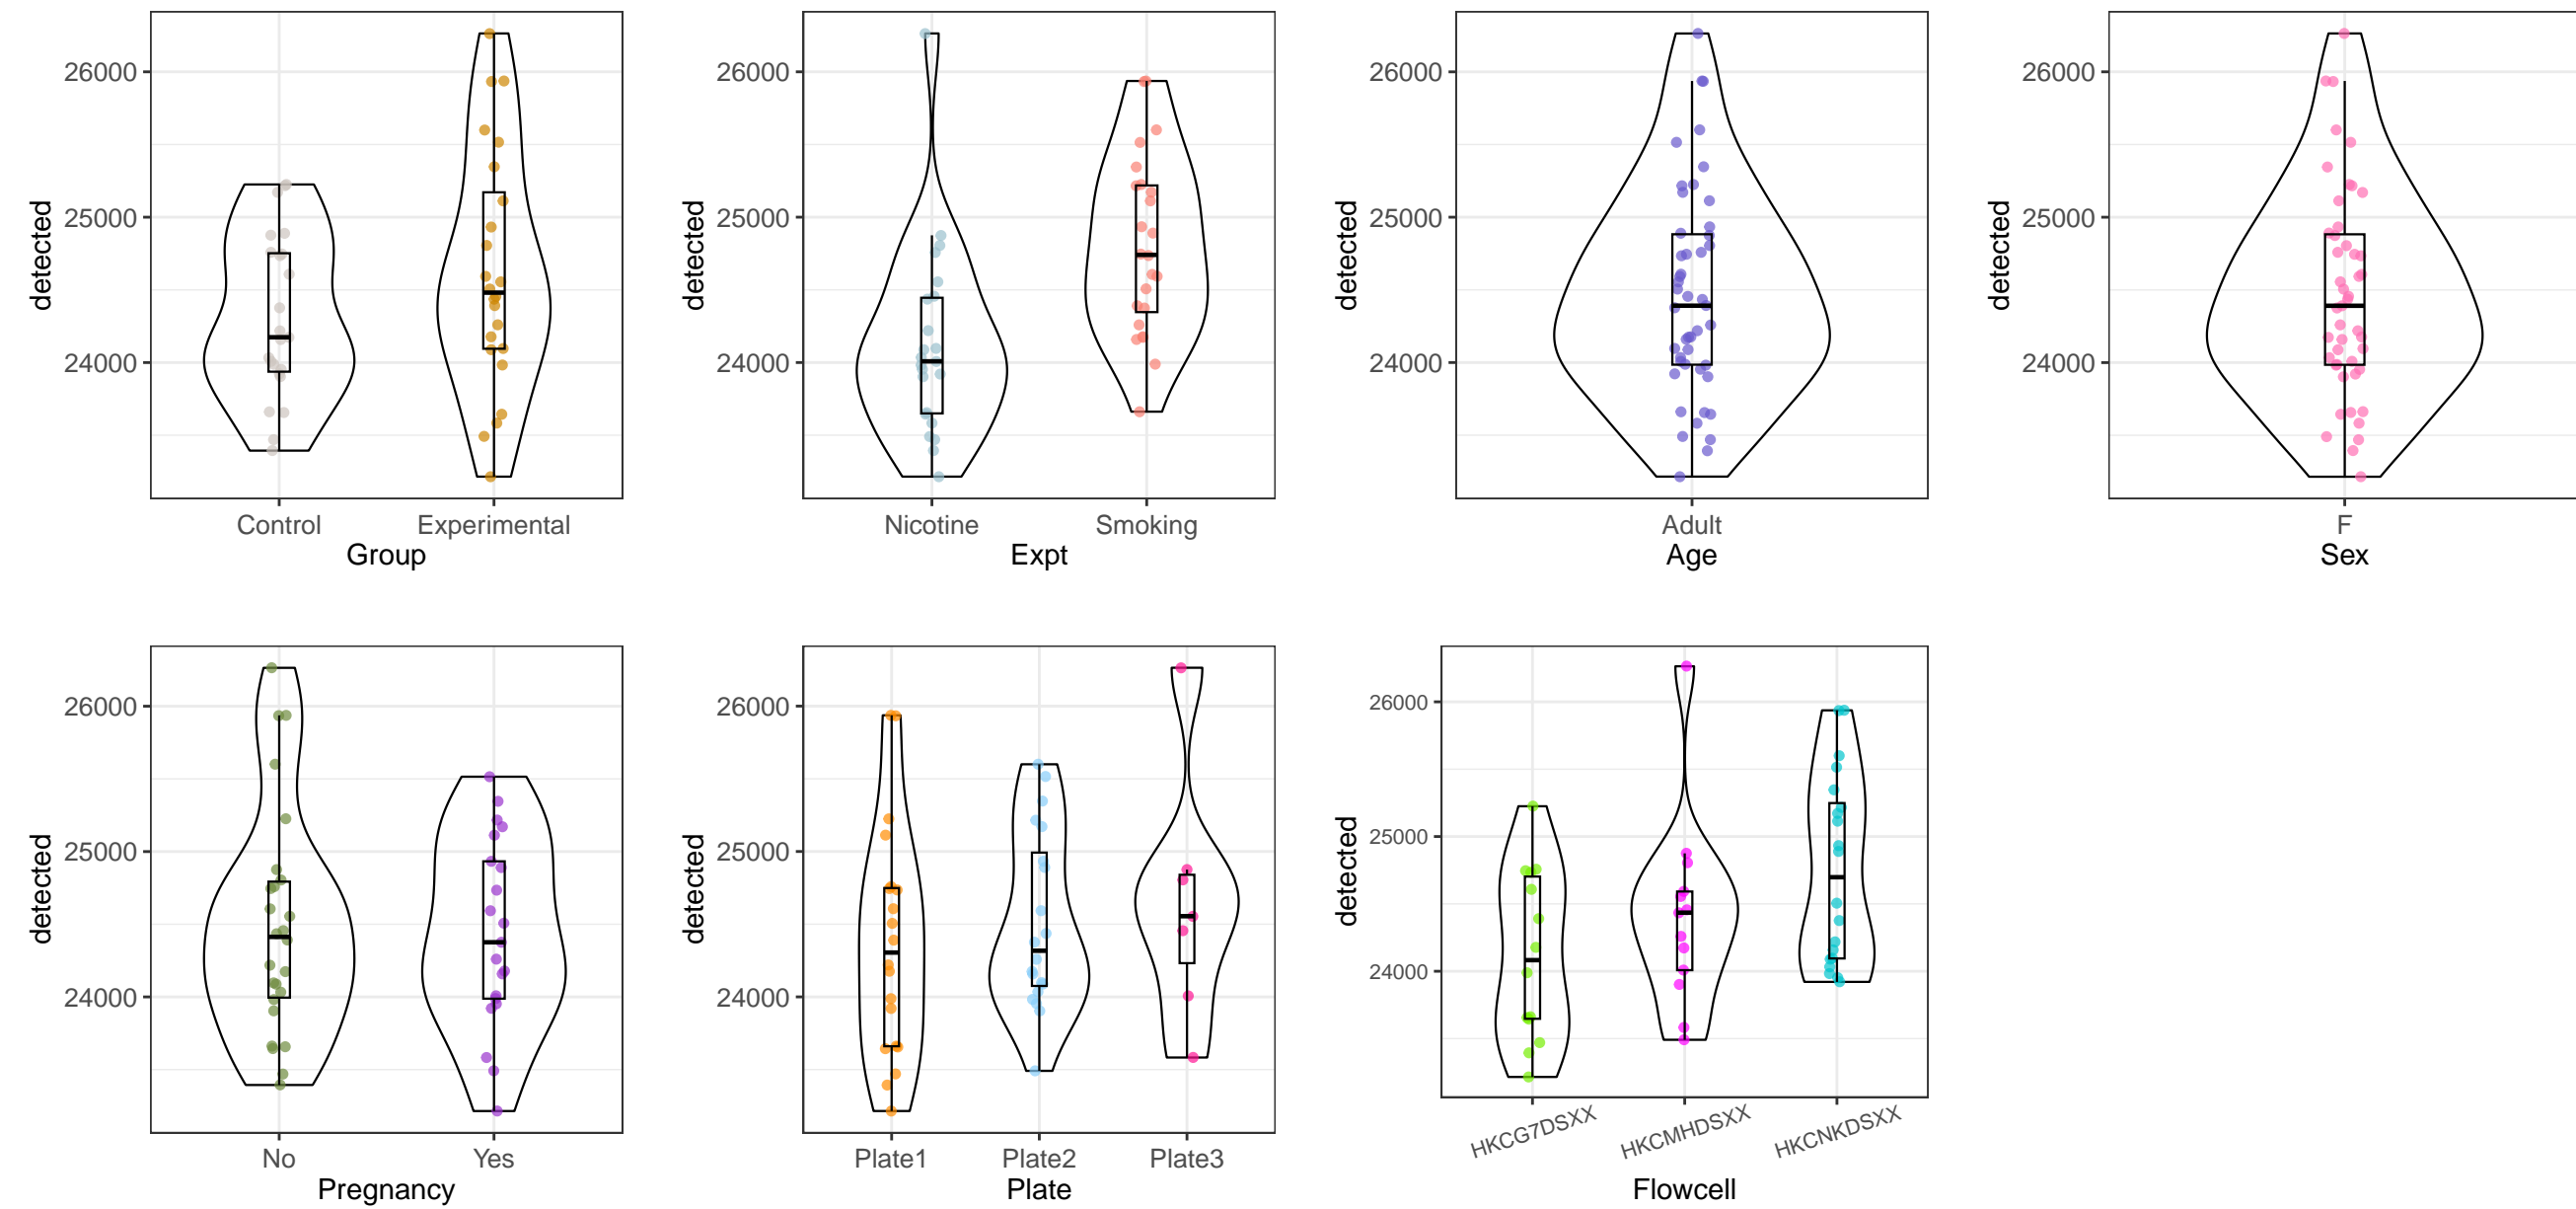 detected
26000
25000
24000
Control Experimental
Group
detected
26000
25000
24000
Nicotine Smoking
Expt
detected
26000
25000
24000
Adult
Age
detected
26000
25000
24000
F
Sex
detected
26000
25000
24000
No Yes
Pregnancy
detected
26000
25000
24000
Plate1 Plate2 Plate3
Plate
detected
26000
25000
24000
HKCG7DSXX HKCMHDSXX HKCNKDSXX
Flowcell